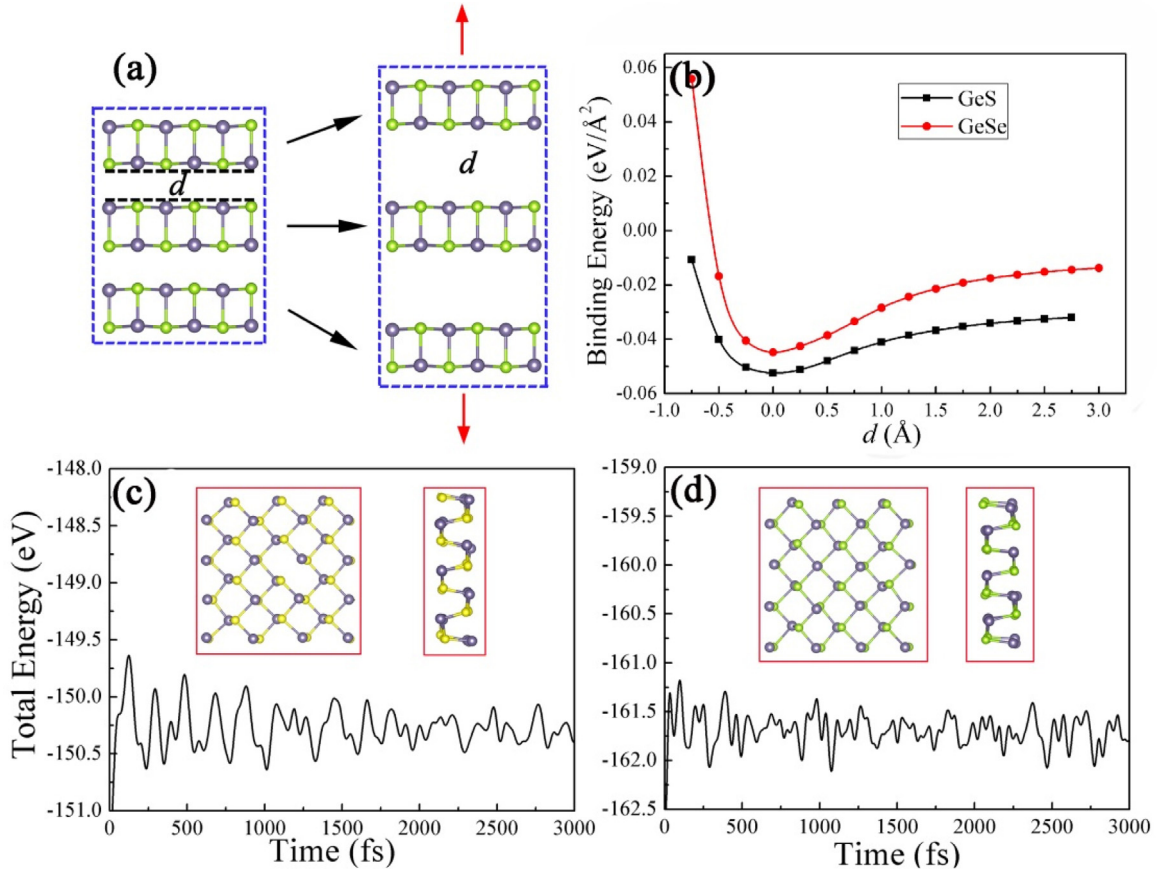 (a)
d
d
(b)
Binding Energy (eV/Å²)
0.06
0.04
0.02
0.00
-0.02
-0.04
-0.06
GeS
GeSe
-1.0 -0.5 0.0 0.5 1.0 1.5 2.0 2.5 3.0
d (Å)
(c)
Total Energy (eV)
-148.0
-148.5
-149.0
-149.5
-150.0
-150.5
-151.0
0 500 1000 1500 2000 2500 3000
Time (fs)
(d)
-159.0
-159.5
-160.0
-160.5
-161.0
-161.5
-162.0
-162.5
0 500 1000 1500 2000 2500 3000
Time (fs)